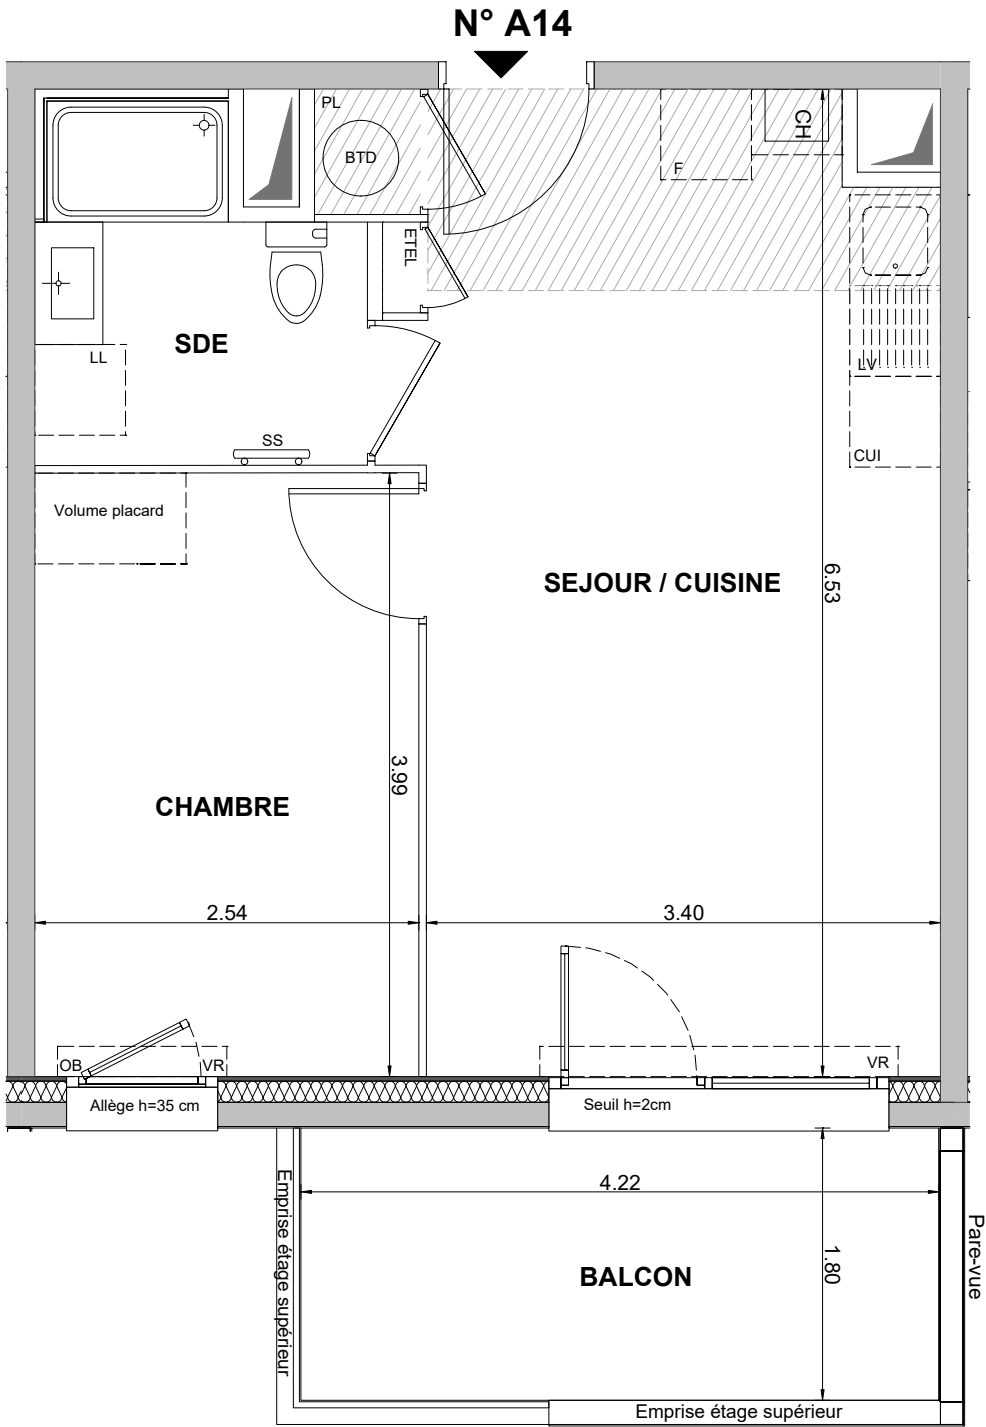 N° A14
PL
BTD
F
CH
ETEL
SDE
LL
LV
SS
CUI
Volume placard
SEJOUR / CUISINE
6.53
3.99
CHAMBRE
2.54
3.40
OB
VR
VR
Allège h=35 cm
Seuil h=2cm
Emprise étage supérieur
4.22
Pare-vue
1.80
BALCON
Emprise étage supérieur